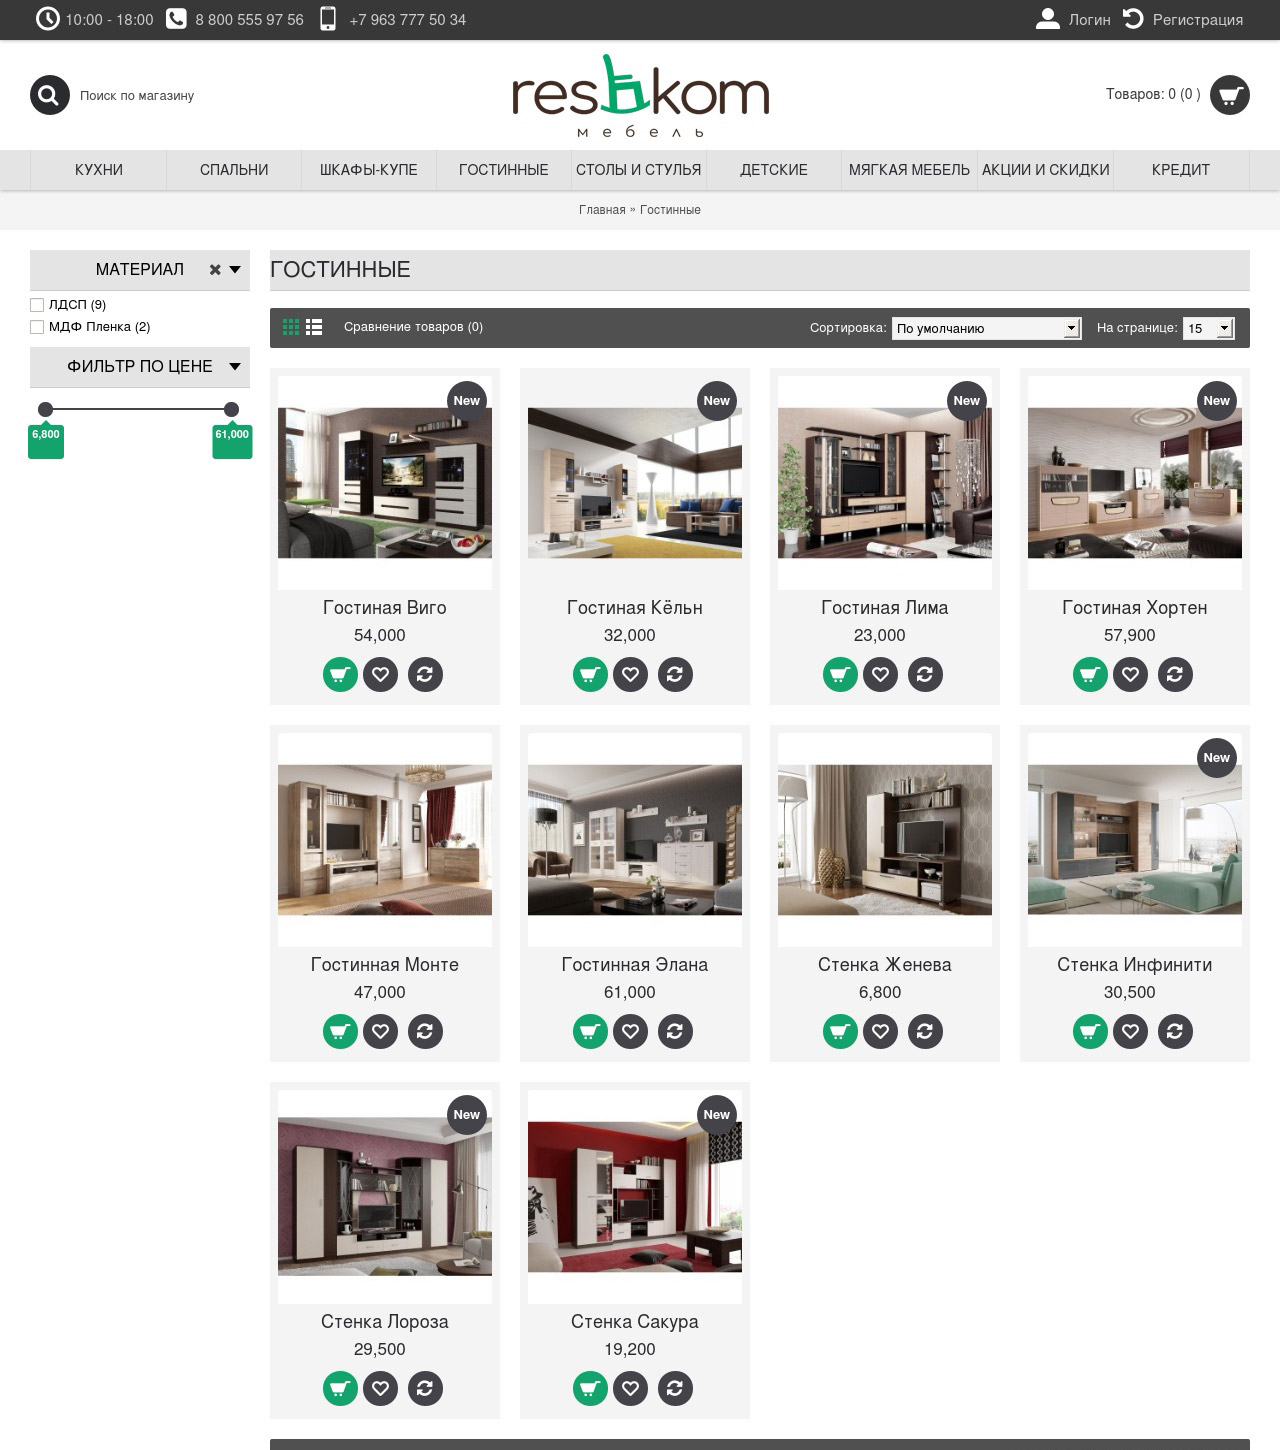 10:00 - 18:00 8 800 555 97 56 +7 963 777 50 34 Логин Регистрация
Поиск по магазину
reshkom
мебель
Товаров: 0 (0 )
КУХНИ СПАЛЬНИ ШКАФЫ-КУПЕ ГОСТИННЫЕ СТОЛЫ И СТУЛЬЯ ДЕТСКИЕ МЯГКАЯ МЕБЕЛЬ АКЦИИ И СКИДКИ КРЕДИТ
Главная » Гостинные
МАТЕРИАЛ
ЛДСП (9)
МДФ Пленка (2)
ФИЛЬТР ПО ЦЕНЕ
6,800 61,000
ГОСТИННЫЕ
Сравнение товаров (0) Сортировка: По умолчанию На странице: 15
New New New New
Гостиная Виго Гостиная Кёльн Гостиная Лима Гостиная Хортен
54,000 32,000 23,000 57,900
New
Гостинная Монте Гостинная Элана Стенка Женева Стенка Инфинити
47,000 61,000 6,800 30,500
New New
Стенка Лороза Стенка Сакура
29,500 19,200